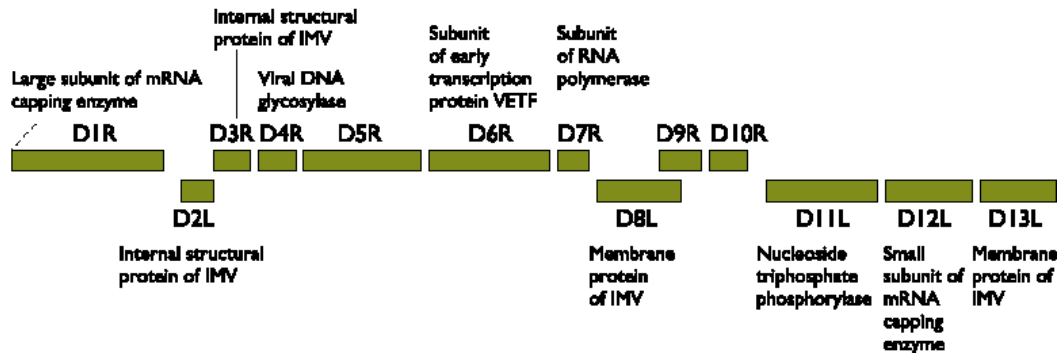 Internal structural
protein of IMV
Large subunit of mRNA
capping enzyme
Viral DNA
glycosylase
Subunit
of early
transcription
protein VETF
Subunit
of RNA
polymerase
D1R D3R D4R D5R D6R D7R D9R D10R
D2L D8L D11L D12L D13L
Internal structural
protein of IMV
Membrane
protein
of IMV
Nucleoside
triphosphate
phosphorylase
Small
subunit of
mRNA
capping
enzyme
Membrane
protein of
IMV